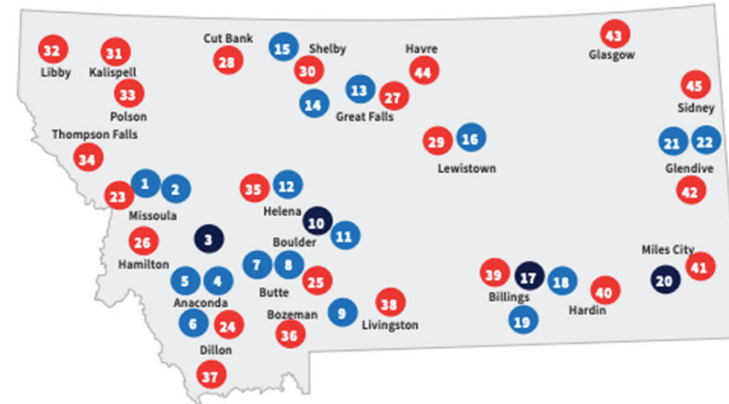 43
Cut Bank
15
Shelby
Havre
32
31
28
30
44
Glasgow
Libby
Kalispell
33
13
27
45
14
Polson
Great Falls
Sidney
Thompson Falls
29
16
21
22
34
Lewistown
Glendive
1
2
35
12
42
23
Helena
10
Missoula
26
3
Boulder
11
Miles City
Hamilton
7
8
39
17
18
20
41
5
4
25
40
Anaconda
Butte
Billings
Hardin
6
24
Bozeman
9
38
19
Livingston
36
Dillon
37